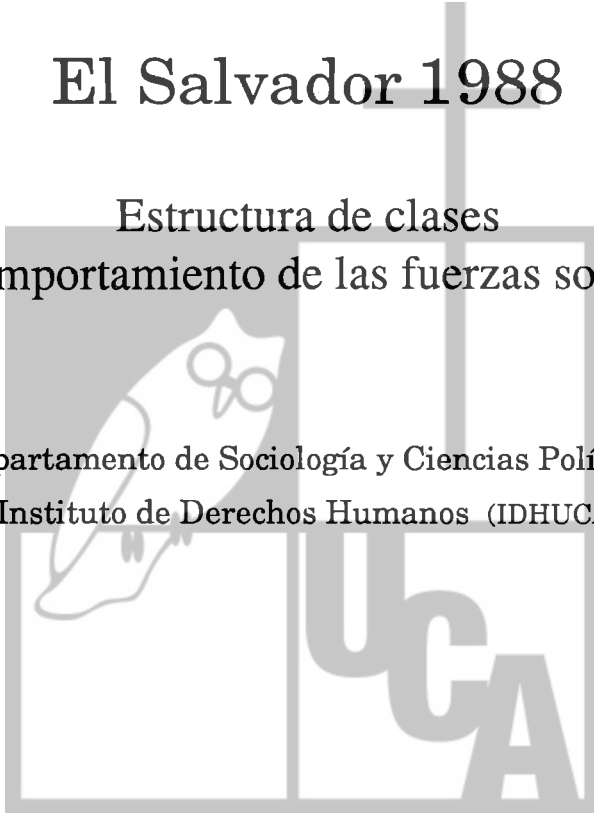 El Salvador 1988
Estructura de clases
mportamiento de las fuerzas so
partamento de Sociología y Ciencias Polí
Instituto de Derechos Humanos (IDHUCA
UCA